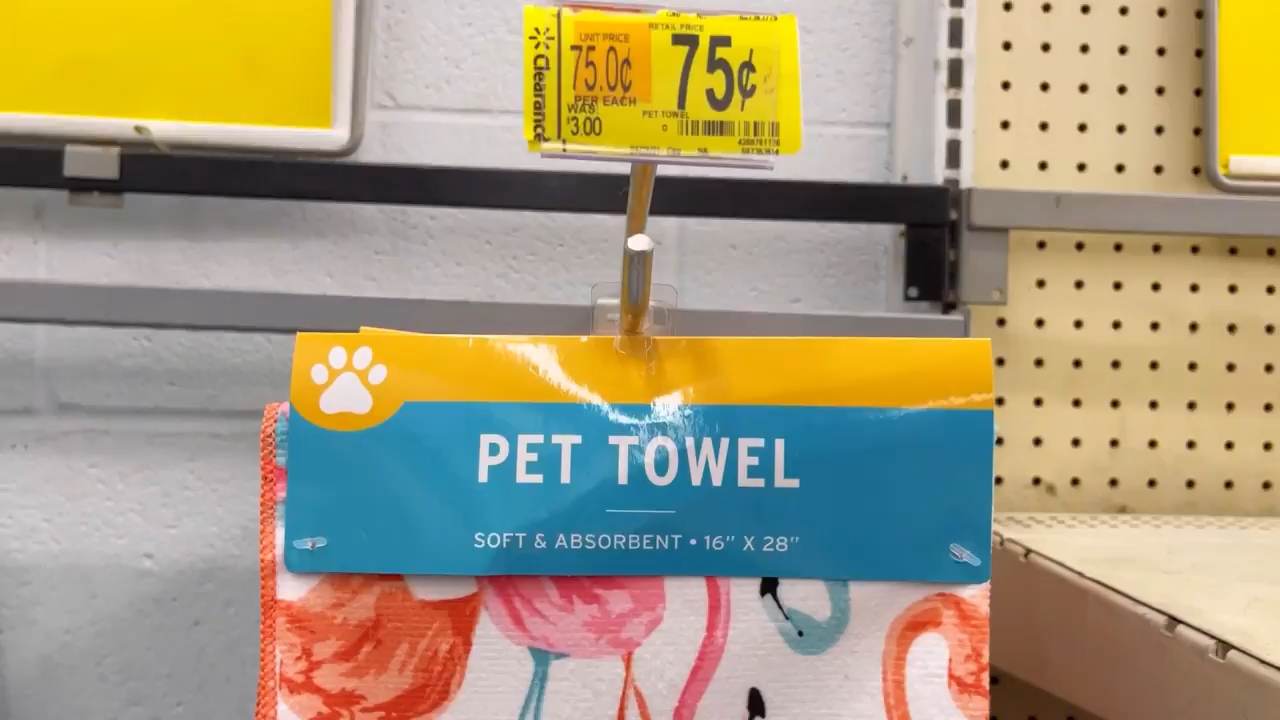 Clearance
UNIT PRICE
75.0¢
PER EACH
WAS:
$3.00
RETAIL PRICE
75¢
PET TOWEL
0
PET TOWEL
SOFT & ABSORBENT • 16" X 28"